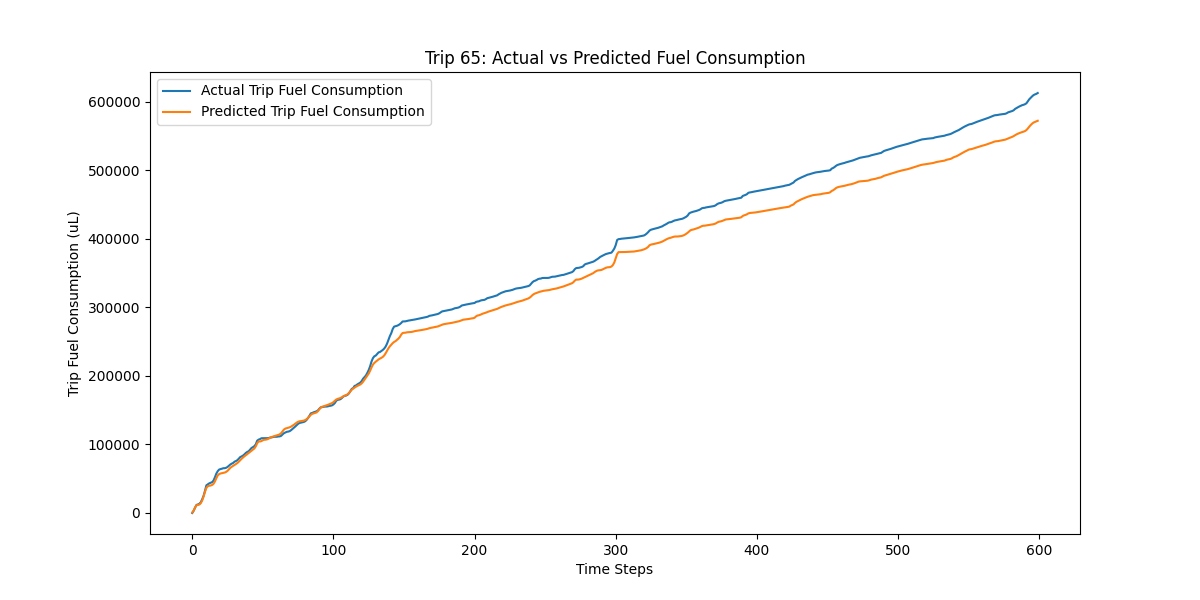 Trip 65: Actual vs Predicted Fuel Consumption
Actual Trip Fuel Consumption
Predicted Trip Fuel Consumption
Trip Fuel Consumption (uL)
600000
500000
400000
300000
200000
100000
0
0 100 200 300 400 500 600
Time Steps